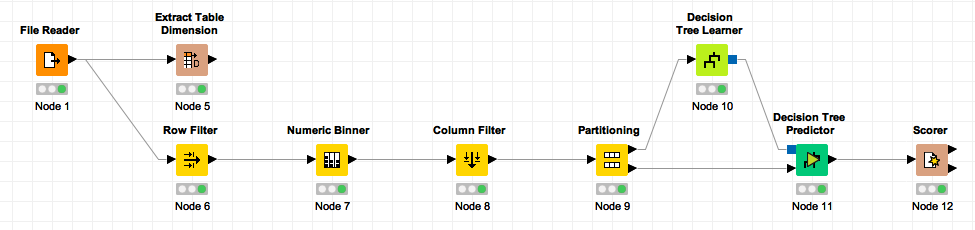 File Reader
Node 1
Extract Table
Dimension
Node 5
Row Filter
Node 6
Numeric Binner
Node 7
Column Filter
Node 8
Partitioning
Node 9
Decision
Tree Learner
Node 10
Decision Tree
Predictor
Node 11
Scorer
Node 12